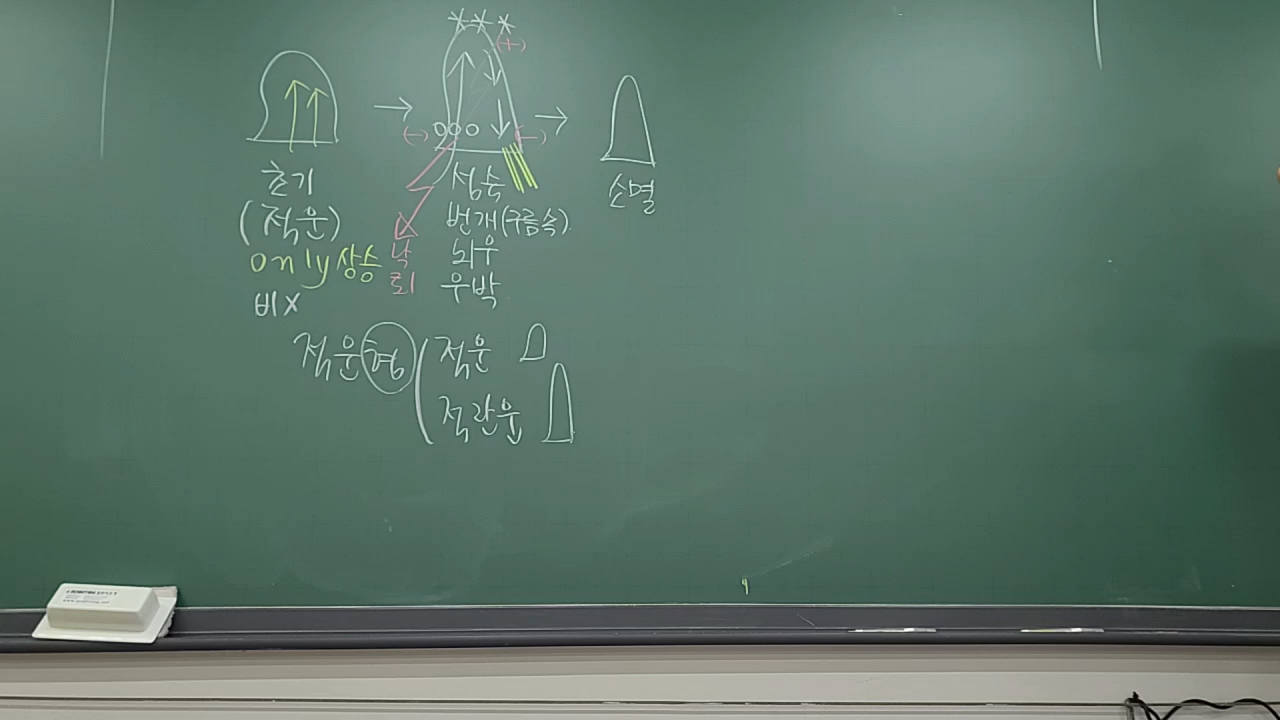 (+)
(-) (-)
초기 성숙 소멸
(적운) 번개(구름속)
only 상승 낙뢰 뇌우
비X 우박
적운형 ( 적운
적란운